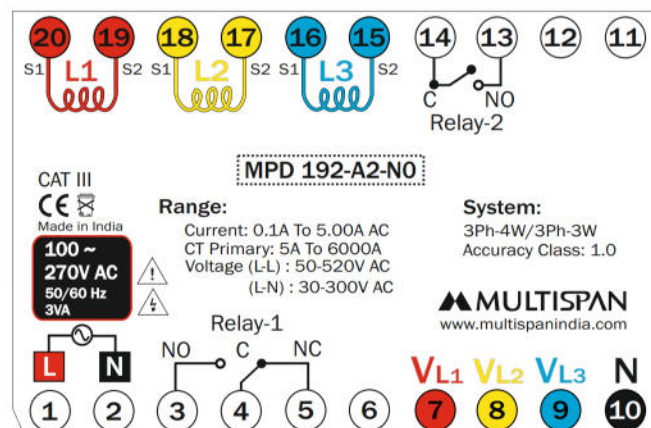 20 19 18 17 16 15 14 13 12 11
S1 L1 S2 S1 L2 S2 S1 L3 S2 C NO
Relay-2
MPD 192-A2-N0
CAT III
CE
Made in India
100 ~
270V AC
50/60 Hz
3VA
Range:
Current: 0.1A To 5.00A AC
CT Primary: 5A To 6000A
Voltage (L-L) : 50-520V AC
(L-N) : 30-300V AC
System:
3Ph-4W/3Ph-3W
Accuracy Class: 1.0
MULTISPAN
www.multispanindia.com
Relay-1
L N NO C NC VL1 VL2 VL3 N
1 2 3 4 5 6 7 8 9 10